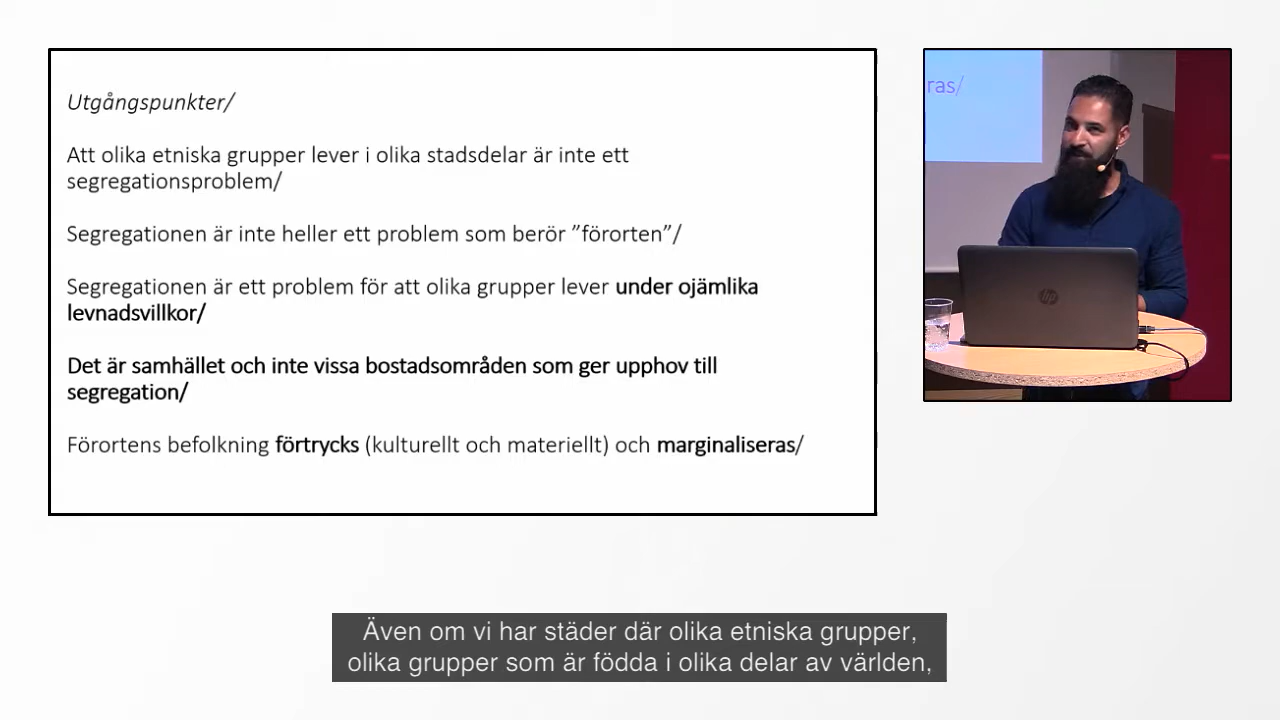 Utgångspunkter/
Att olika etniska grupper lever i olika stadsdelar är inte ett
segregationsproblem/
Segregationen är inte heller ett problem som berör ”förorten”/
Segregationen är ett problem för att olika grupper lever under ojämlika
levnadsvillkor/
Det är samhället och inte vissa bostadsområden som ger upphov till
segregation/
Förortens befolkning förtrycks (kulturellt och materiellt) och marginaliseras/
ras/
hp
Även om vi har städer där olika etniska grupper,
olika grupper som är födda i olika delar av världen,